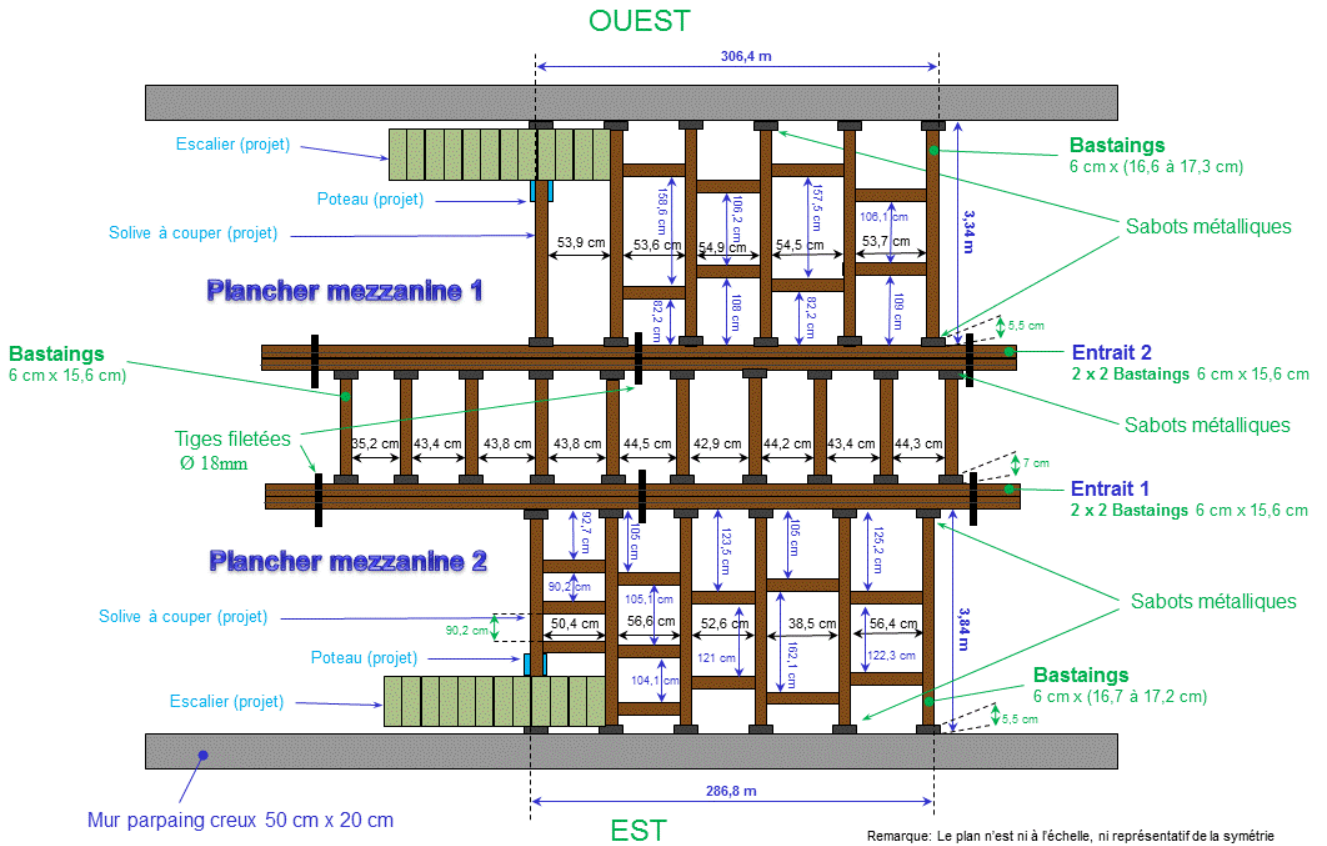 OUEST
306,4 m
Escalier (projet)
Bastaings
6 cm x (16,6 à 17,3 cm)
Poteau (projet)
158,6 cm
106,2 cm
157,5 cm
106,1 cm
3,34 m
Sabots métalliques
Solive à couper (projet)
53,9 cm
53,6 cm
54,9 cm
54,5 cm
53,7 cm
Plancher mezzanine 1
82,2 cm
108 cm
82,2 cm
109 cm
5,5 cm
Bastaings
6 cm x 15,6 cm)
Entrait 2
2 x 2 Bastaings 6 cm x 15,6 cm
Sabots métalliques
Tiges filetées
Ø 18mm
35,2 cm
43,4 cm
43,8 cm
43,8 cm
44,5 cm
42,9 cm
44,2 cm
43,4 cm
44,3 cm
7 cm
Entrait 1
2 x 2 Bastaings 6 cm x 15,6 cm
Plancher mezzanine 2
92,7 cm
105 cm
123,5 cm
105 cm
125,2 cm
90,2 cm
105,1 cm
Solive à couper (projet)
90,2 cm
50,4 cm
56,6 cm
52,6 cm
38,5 cm
56,4 cm
3,84 m
Sabots métalliques
Poteau (projet)
104,1 cm
121 cm
162,1 cm
122,3 cm
Bastaings
6 cm x (16,7 à 17,2 cm)
Escalier (projet)
5,5 cm
286,8 m
Mur parpaing creux 50 cm x 20 cm
EST
Remarque: Le plan n'est ni à l'échelle, ni représentatif de la symétrie